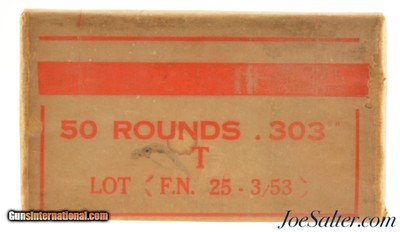 50 ROUNDS .303"
T
LOT (F.N. 25 - 3/53)
GunsInternational.com
JoeSalter.com